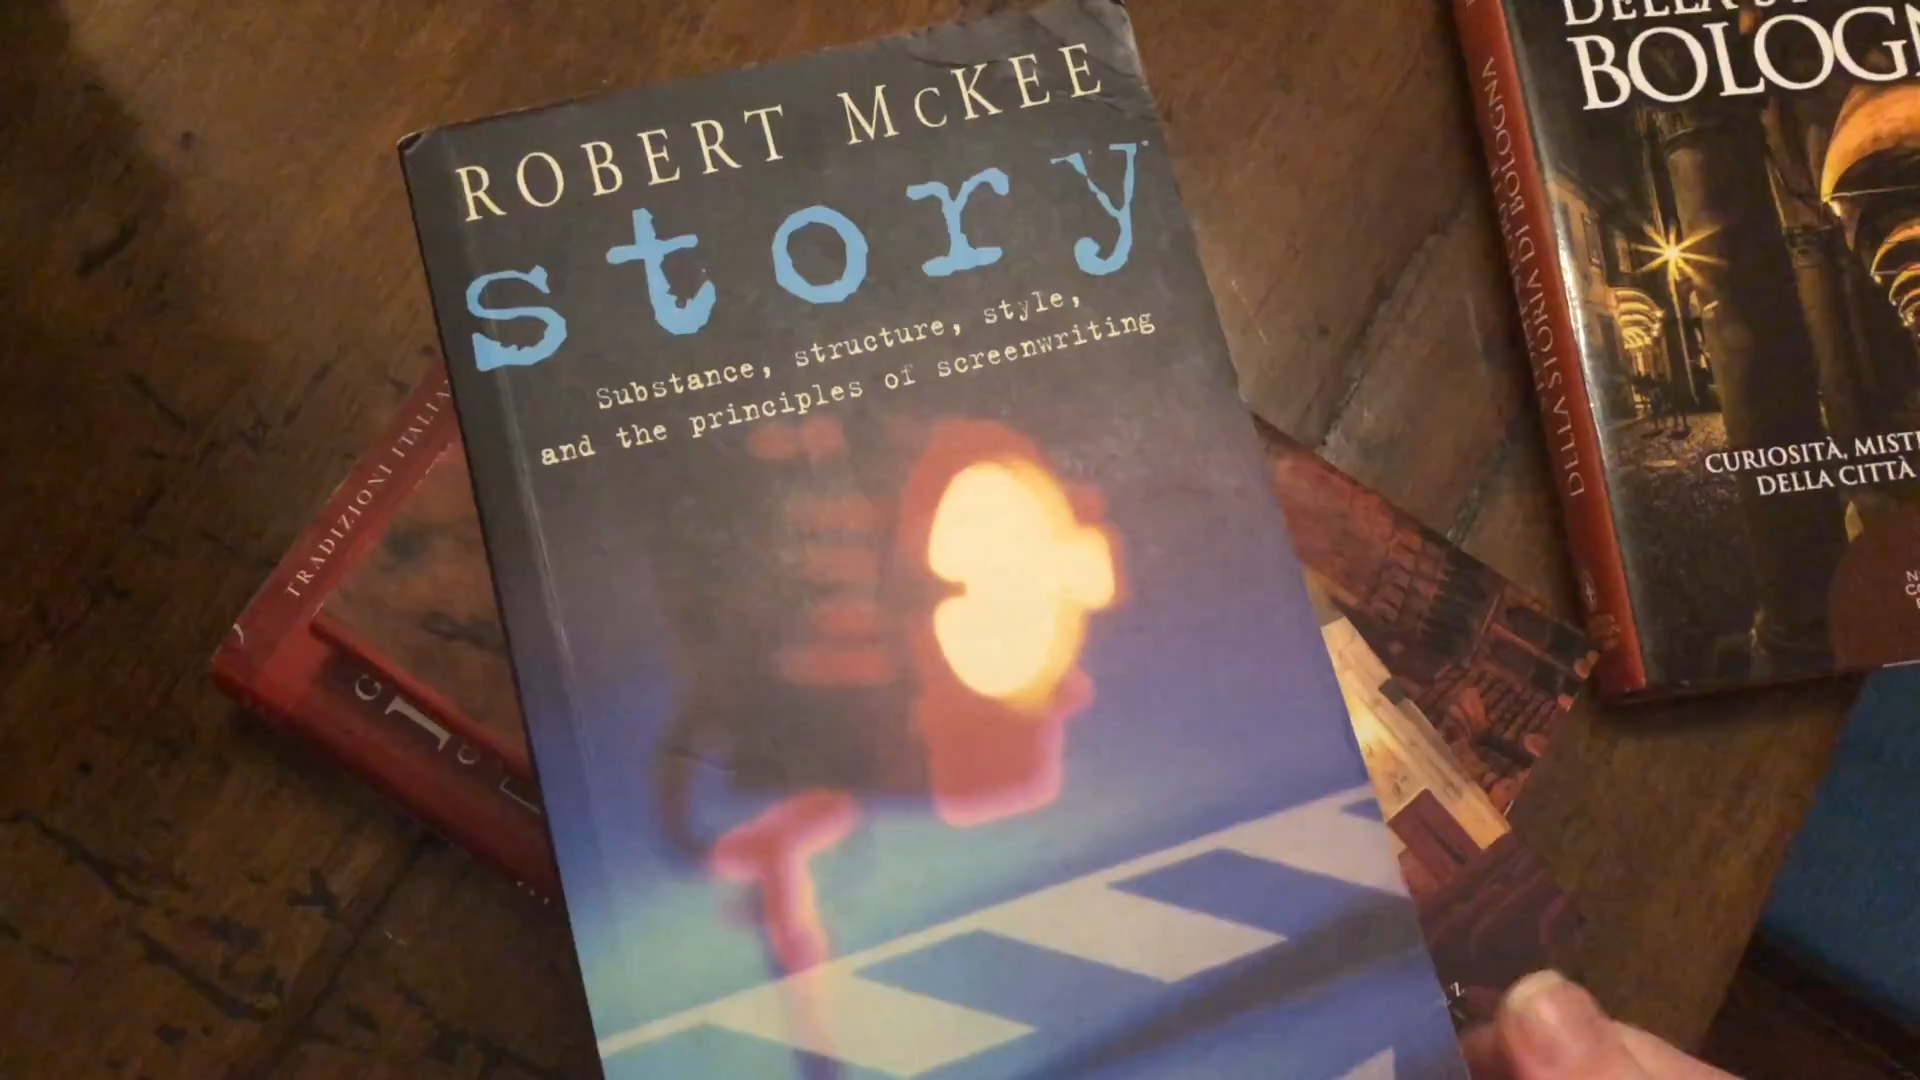 ROBERT McKEE
story
Substance, structure, style,
and the principles of screenwriting
BOLOGN
CURIOSITÀ, MIST
DELLA CITTÀ
DELLA STORIA DI BOLOGNA
TRADIZIONI ITALIA